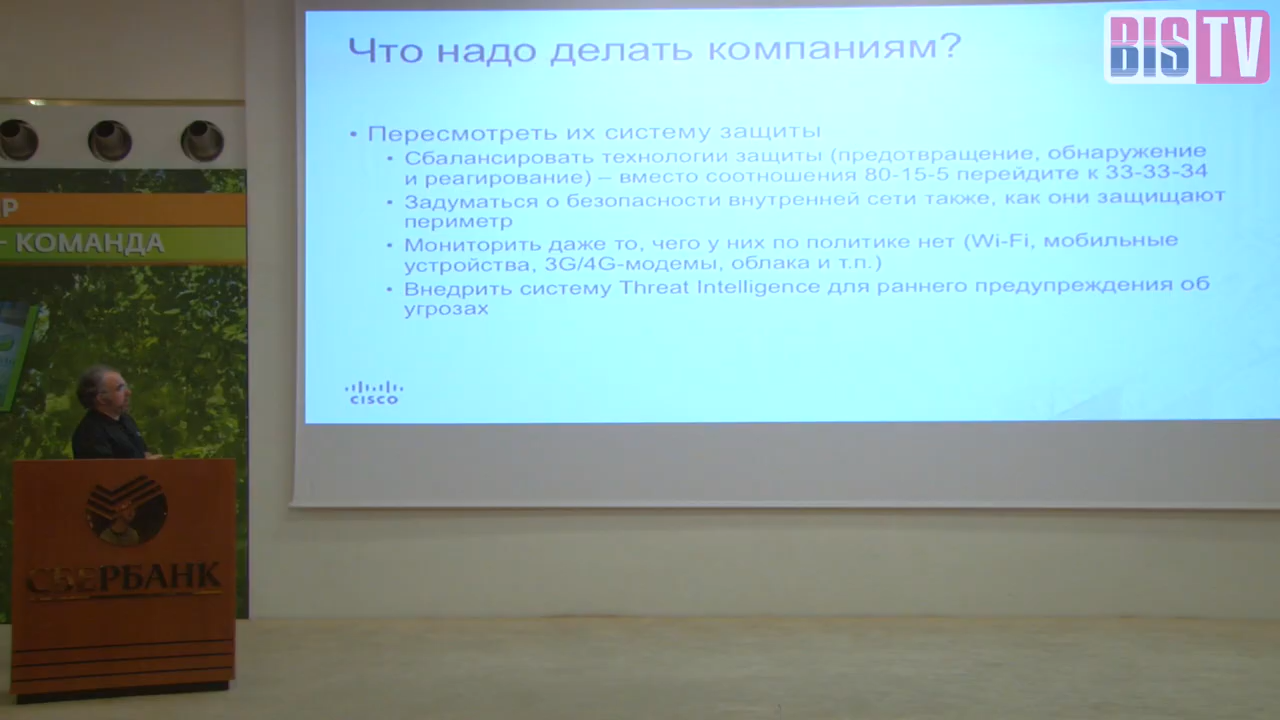 BIS TV
Что надо делать компаниям?
• Пересмотреть их систему защиты
• Сбалансировать технологии защиты (предотвращение, обнаружение
и реагирование) – вместо соотношения 80-15-5 перейдите к 33-33-34
• Задуматься о безопасности внутренней сети также, как они защищают
периметр
• Мониторить даже то, чего у них по политике нет (Wi-Fi, мобильные
устройства, 3G/4G-модемы, облака и т.п.)
• Внедрить систему Threat Intelligence для раннего предупреждения об
угрозах
CISCO
– КОМАНДА
СБЕРБАНК